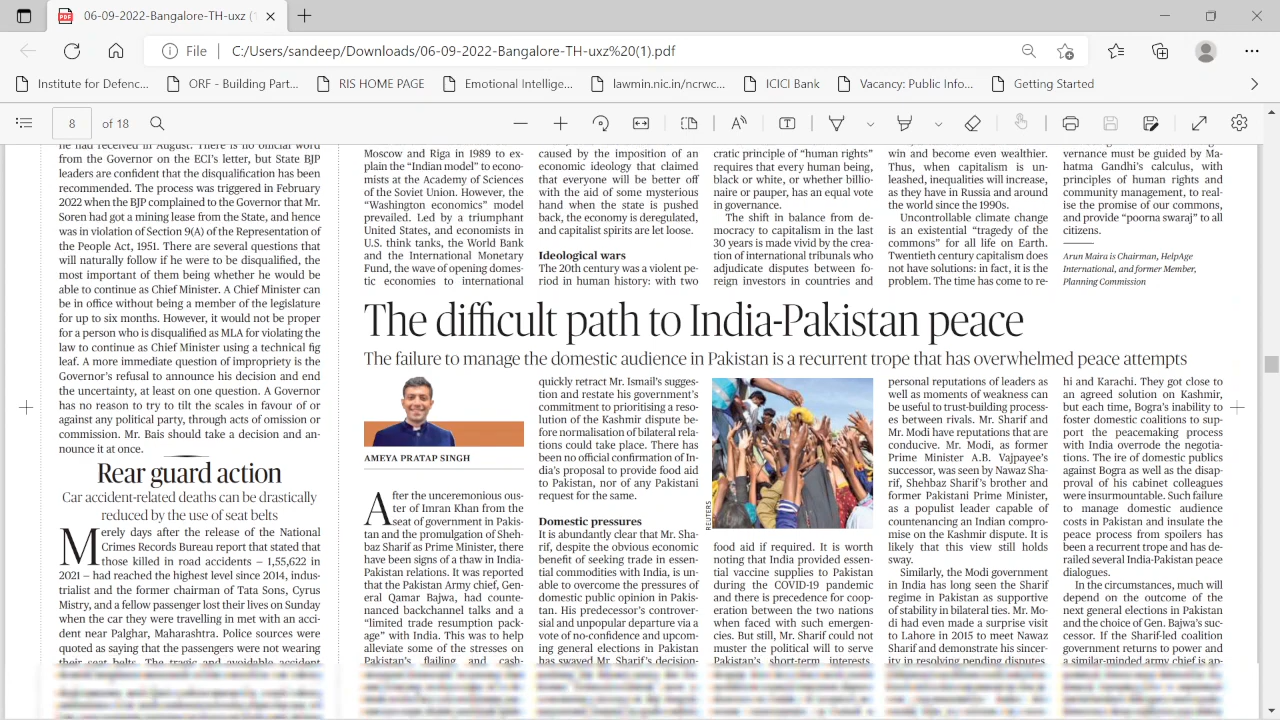 06-09-2022-Bangalore-TH-uxz (1
File
C:/Users/sandeep/Downloads/06-09-2022-Bangalore-TH-uxz%20(1).pdf
Institute for Defenc...
ORF - Building Part...
RIS HOME PAGE
Emotional Intellige...
lawmin.nic.in/ncrwc...
ICICI Bank
Vacancy: Public Info...
Getting Started
8 of 18
he had received in August. There is no official word
from the Governor on the ECI's letter, but State BJP
leaders are confident that the disqualification has been
recommended. The process was triggered in February
2022 when the BJP complained to the Governor that Mr.
Soren had got a mining lease from the State, and hence
was in violation of Section 9(A) of the Representation of
the People Act, 1951. There are several questions that
will naturally follow if he were to be disqualified, the
most important of them being whether he would be
able to continue as Chief Minister. A Chief Minister can
be in office without being a member of the legislature
for up to six months. However, it would not be proper
for a person who is disqualified as MLA for violating the
law to continue as Chief Minister using a technical fig
leaf. A more immediate question of impropriety is the
Governor's refusal to announce his decision and end
the uncertainty, at least on one question. A Governor
has no reason to try to tilt the scales in favour of or
against any political party, through acts of omission or
commission. Mr. Bais should take a decision and an-
nounce it at once.
Rear guard action
Car accident-related deaths can be drastically
reduced by the use of seat belts
Merely days after the release of the National
Crimes Records Bureau report that stated that
those killed in road accidents – 1,55,622 in
2021 – had reached the highest level since 2014, indus-
trialist and the former chairman of Tata Sons, Cyrus
Mistry, and a fellow passenger lost their lives on Sunday
when the car they were travelling in met with an acci-
dent near Palghar, Maharashtra. Police sources were
quoted as saying that the passengers were not wearing
their seat belts. The tragic and avoidable accident
Moscow and Riga in 1989 to ex-
plain the "Indian model" to econo-
mists at the Academy of Sciences
of the Soviet Union. However, the
"Washington economics" model
prevailed. Led by a triumphant
United States, and economists in
U.S. think tanks, the World Bank
and the International Monetary
Fund, the wave of opening domes-
tic economies to international
caused by the imposition of an
economic ideology that claimed
that everyone will be better off
with the aid of some mysterious
hand when the state is pushed
back, the economy is deregulated,
and capitalist spirits are let loose.
Ideological wars
The 20th century was a violent pe-
riod in human history: with two
cratic principle of "human rights"
requires that every human being,
black or white, or whether billio-
naire or pauper, has an equal vote
in governance.
The shift in balance from de-
mocracy to capitalism in the last
30 years is made vivid by the crea-
tion of international tribunals who
adjudicate disputes between fo-
reign investors in countries and
win and become even wealthier.
Thus, when capitalism is un-
leashed, inequalities will increase,
as they have in Russia and around
the world since the 1990s.
Uncontrollable climate change
is an existential "tragedy of the
commons" for all life on Earth.
Twentieth century capitalism does
not have solutions: in fact, it is the
problem. The time has come to re-
vernance must be guided by Ma-
hatma Gandhi's calculus, with
principles of human rights and
community management, to real-
ise the promise of our commons,
and provide "poorna swaraj" to all
citizens.
Arun Maira is Chairman, HelpAge
International, and former Member,
Planning Commission
The difficult path to India-Pakistan peace
The failure to manage the domestic audience in Pakistan is a recurrent trope that has overwhelmed peace attempts
AMEYA PRATAP SINGH
After the unceremonious ous-
ter of Imran Khan from the
seat of government in Pakis-
tan and the promulgation of Sheh-
baz Sharif as Prime Minister, there
have been signs of a thaw in India-
Pakistan relations. It was reported
that the Pakistan Army chief, Gen-
eral Qamar Bajwa, had counte-
nanced backchannel talks and a
"limited trade resumption pack-
age" with India. This was to help
alleviate some of the stresses on
Pakistan's flailing and cash-
quickly retract Mr. Ismail's sugges-
tion and restate his government's
commitment to prioritising a reso-
lution of the Kashmir dispute be-
fore normalisation of bilateral rela-
tions could take place. There has
been no official confirmation of In-
dia's proposal to provide food aid
to Pakistan, nor of any Pakistani
request for the same.
Domestic pressures
It is abundantly clear that Mr. Sha-
rif, despite the obvious economic
benefit of seeking trade in essen-
tial commodities with India, is un-
able to overcome the pressures of
domestic public opinion in Pakis-
tan. His predecessor's controver-
sial and unpopular departure via a
vote of no-confidence and upcom-
ing general elections in Pakistan
has swayed Mr. Sharif's decision-
REUTERS
food aid if required. It is worth
noting that India provided essen-
tial vaccine supplies to Pakistan
during the COVID-19 pandemic
and there is precedence for coop-
eration between the two nations
when faced with such emergen-
cies. But still, Mr. Sharif could not
muster the political will to serve
Pakistan's short-term interests,
personal reputations of leaders as
well as moments of weakness can
be useful to trust-building process-
es between rivals. Mr. Sharif and
Mr. Modi have reputations that are
conducive. Mr. Modi, as former
Prime Minister A.B. Vajpayee's
successor, was seen by Nawaz Sha-
rif, Shehbaz Sharif's brother and
former Pakistani Prime Minister,
as a populist leader capable of
countenancing an Indian compro-
mise on the Kashmir dispute. It is
likely that this view still holds
sway.
Similarly, the Modi government
in India has long seen the Sharif
regime in Pakistan as supportive
of stability in bilateral ties. Mr. Mo-
di had even made a surprise visit
to Lahore in 2015 to meet Nawaz
Sharif and demonstrate his sincer-
ity in resolving pending disputes.
hi and Karachi. They got close to
an agreed solution on Kashmir,
but each time, Bogra's inability to
foster domestic coalitions to sup-
port the peacemaking process
with India overrode the negotia-
tions. The ire of domestic publics
against Bogra as well as the disap-
proval of his cabinet colleagues
were insurmountable. Such failure
to manage domestic audience
costs in Pakistan and insulate the
peace process from spoilers has
been a recurrent trope and has de-
railed several India-Pakistan peace
dialogues.
In these circumstances, much will
depend on the outcome of the
next general elections in Pakistan
and the choice of Gen. Bajwa's suc-
cessor. If the Sharif-led coalition
government returns to power and
a similar-minded army chief is ap-